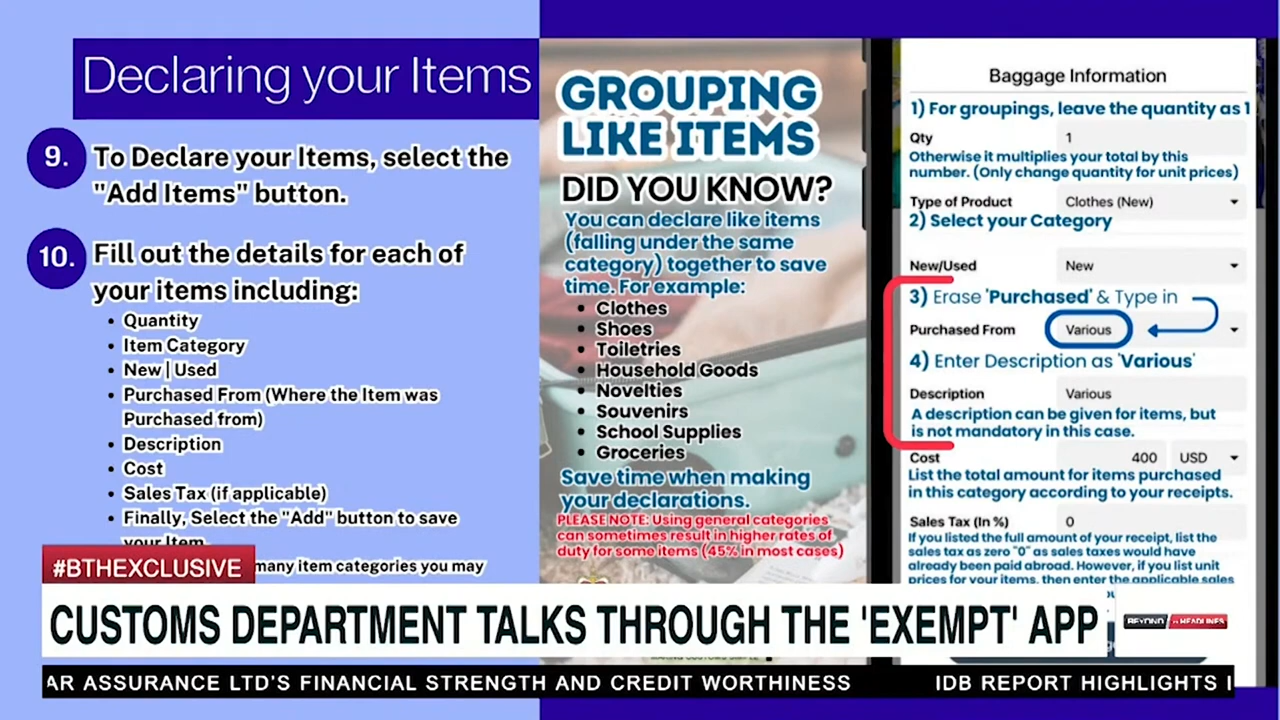 Declaring your Items
9. To Declare your Items, select the
"Add Items" button.
10. Fill out the details for each of
your items including:
• Quantity
• Item Category
• New | Used
• Purchased From (Where the Item was
Purchased from)
• Description
• Cost
• Sales Tax (if applicable)
• Finally, Select the "Add" button to save
your Item
many item categories you may
GROUPING
LIKE ITEMS
DID YOU KNOW?
You can declare like items
(falling under the same
category) together to save
time. For example:
• Clothes
• Shoes
• Toiletries
• Household Goods
• Novelties
• Souvenirs
• School Supplies
• Groceries
Save time when making
your declarations.
PLEASE NOTE: Using general categories
can sometimes result in higher rates of
duty for some items (45% in most cases)
Baggage Information
1) For groupings, leave the quantity as 1
Qty 1
Otherwise it multiplies your total by this
number. (Only change quantity for unit prices)
Type of Product Clothes (New)
2) Select your Category
New/Used New
3) Erase 'Purchased' & Type in
Purchased From Various
4) Enter Description as 'Various'
Description Various
A description can be given for items, but
is not mandatory in this case.
Cost 400 USD
List the total amount for items purchased
in this category according to your receipts.
Sales Tax (In %) 0
If you listed the full amount of your receipt, list the
sales tax as zero "0" as sales taxes would have
already been paid abroad. However, if you list unit
prices for your items, then enter the applicable sales
#BTHEXCLUSIVE
CUSTOMS DEPARTMENT TALKS THROUGH THE 'EXEMPT' APP
BEYOND the HEADLINES
AR ASSURANCE LTD'S FINANCIAL STRENGTH AND CREDIT WORTHINESS IDB REPORT HIGHLIGHTS